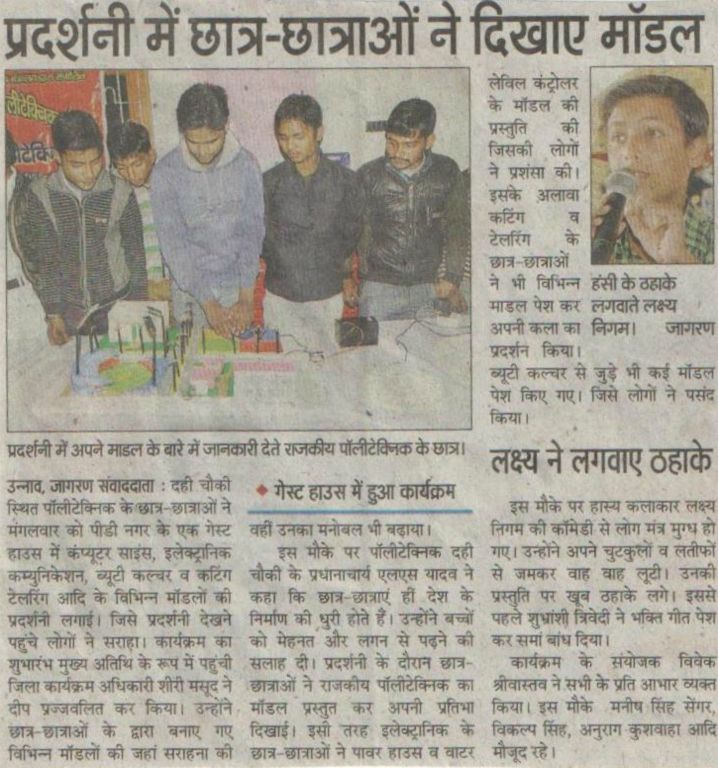 प्रदर्शनी में छात्र-छात्राओं ने दिखाए मॉडल
लीटेक्निक
प्रदर्शनी में अपने माडल के बारे में जानकारी देते राजकीय पॉलीटेक्निक के छात्र।
उन्नाव, जागरण संवाददाता : दही चौकी
स्थित पॉलीटेक्निक के छात्र-छात्राओं ने
मंगलवार को पीडी नगर के एक गेस्ट
हाउस में कंप्यूटर साइंस, इलेक्ट्रानिक
कम्युनिकेशन, ब्यूटी कल्चर व कटिंग
टेलरिंग आदि के विभिन्न मॉडलों की
प्रदर्शनी लगाई। जिसे प्रदर्शनी देखने
पहुंचे लोगों ने सराहा। कार्यक्रम का
शुभारंभ मुख्य अतिथि के रूप में पहुंची
जिला कार्यक्रम अधिकारी शीरी मसूद ने
दीप प्रज्जवलित कर किया। उन्होंने
छात्र-छात्राओं के द्वारा बनाए गए
विभिन्न मॉडलों की जहां सराहना की
◆ गेस्ट हाउस में हुआ कार्यक्रम
वहीं उनका मनोबल भी बढ़ाया।
इस मौके पर पॉलीटेक्निक दही
चौकी के प्रधानाचार्य एलएस यादव ने
कहा कि छात्र-छात्राएं हीं देश के
निर्माण की धुरी होते हैं। उन्होंने बच्चों
को मेहनत और लगन से पढ़ने की
सलाह दी। प्रदर्शनी के दौरान छात्र-
छात्राओं ने राजकीय पॉलीटेक्निक का
मॉडल प्रस्तुत कर अपनी प्रतिभा
दिखाई। इसी तरह इलेक्ट्रानिक के
छात्र-छात्राओं ने पावर हाउस व वाटर
लेविल कंट्रोलर
के मॉडल की
प्रस्तुति की
जिसकी लोगों
ने प्रशंसा की।
इसके अलावा
कटिंग व
टेलरिंग के
छात्र-छात्राओं
ने भी विभिन्न
माडल पेश कर
अपनी कला का
प्रदर्शन किया।
ब्यूटी कल्चर से जुड़े भी कई मॉडल
पेश किए गए। जिसे लोगों ने पसंद
किया।
हंसी के ठहाके
लगवाते लक्ष्य
निगम। जागरण
लक्ष्य ने लगवाए ठहाके
इस मौके पर हास्य कलाकार लक्ष्य
निगम की कॉमेडी से लोग मंत्र मुग्ध हो
गए। उन्होंने अपने चुटकुलों व लतीफों
से जमकर वाह वाह लूटी। उनकी
प्रस्तुति पर खूब ठहाके लगे। इससे
पहले शुभ्रांशी त्रिवेदी ने भक्ति गीत पेश
कर समां बांध दिया।
कार्यक्रम के संयोजक विवेक
श्रीवास्तव ने सभी के प्रति आभार व्यक्त
किया। इस मौके मनीष सिंह सेंगर,
विकल्प सिंह, अनुराग कुशवाहा आदि
मौजूद रहे।